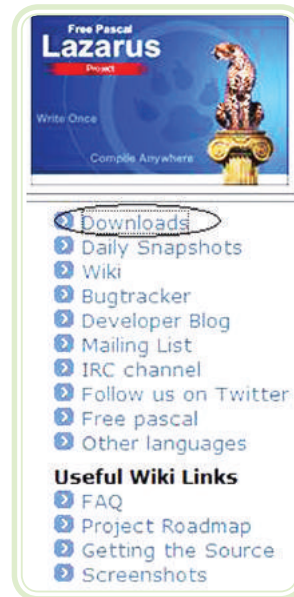 Free Pascal
Lazarus
Project
Write Once
Compile Anywhere
Downloads
Daily Snapshots
Wiki
Bugtracker
Developer Blog
Mailing List
IRC channel
Follow us on Twitter
Free pascal
Other languages
Useful Wiki Links
FAQ
Project Roadmap
Getting the Source
Screenshots